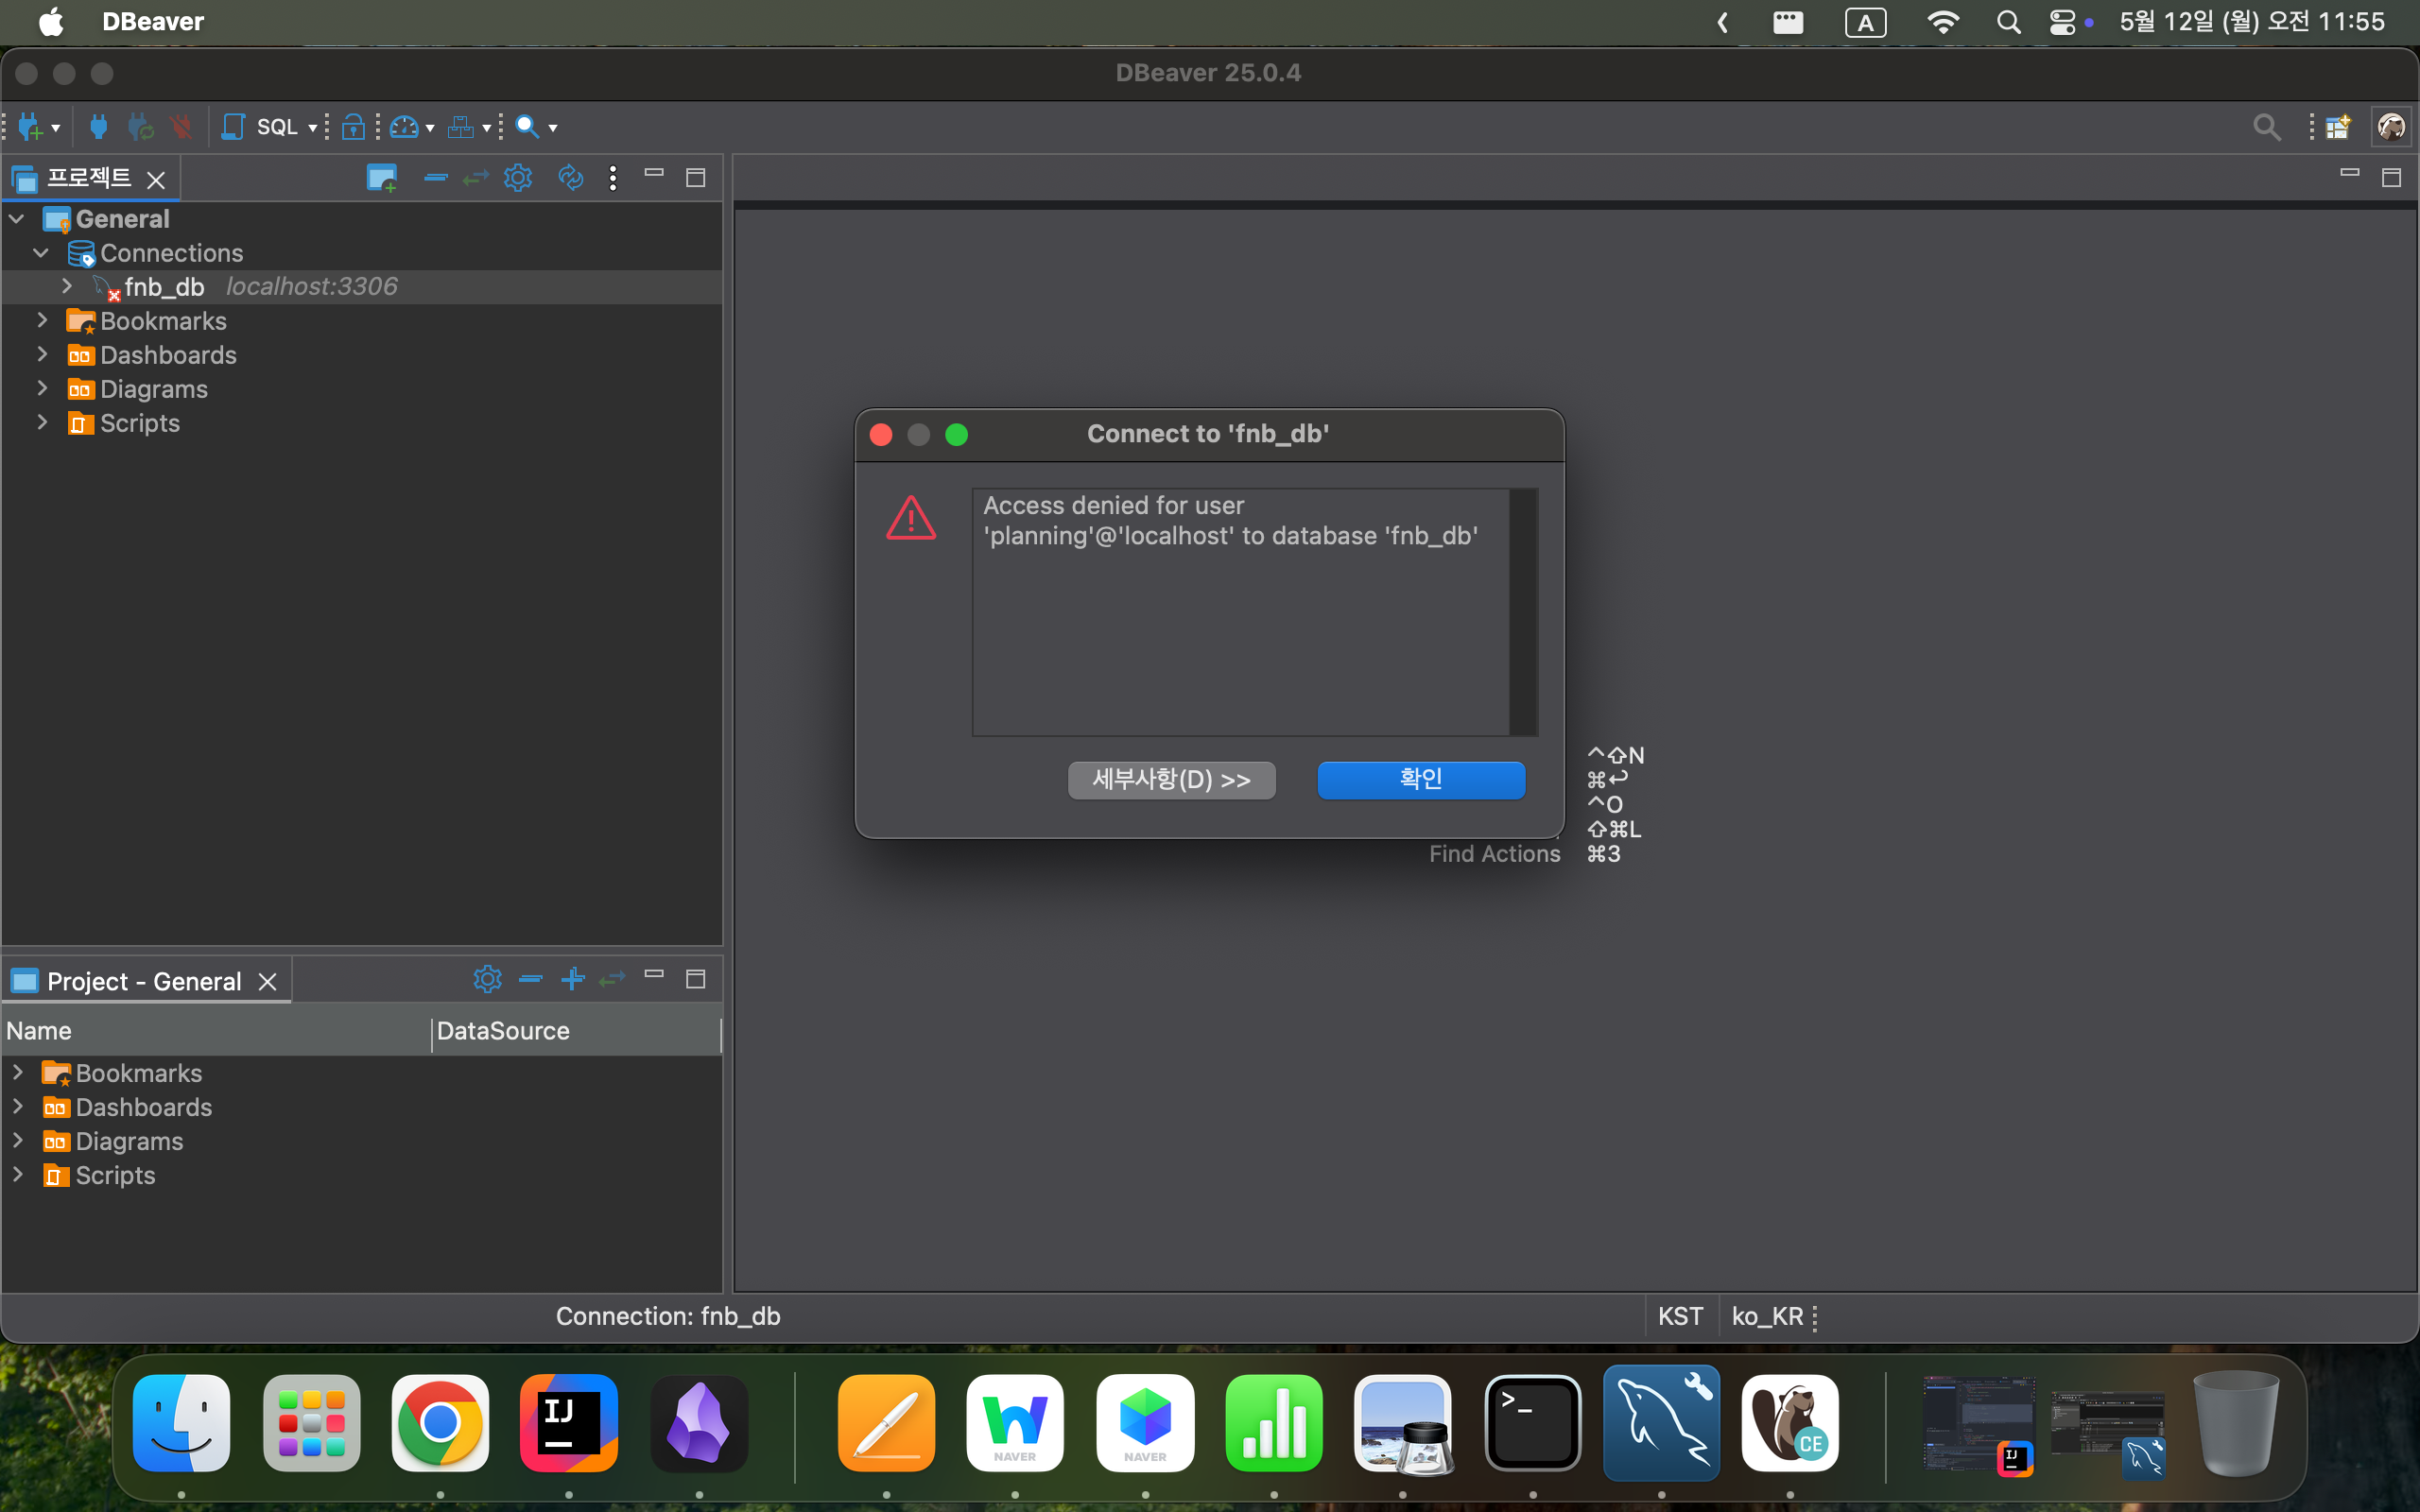 DBeaver
A
5월 12일 (월) 오전 11:55
DBeaver 25.0.4
SQL
프로젝트
General
Connections
fnb_db localhost:3306
Bookmarks
Dashboards
Diagrams
Scripts
Connect to 'fnb_db'
Access denied for user
'planning'@'localhost' to database 'fnb_db'
세부사항(D) >>
확인
⌃⇧N
⌘↩
⌃O
⇧⌘L
Find Actions ⌘3
Project - General
Name DataSource
Bookmarks
Dashboards
Diagrams
Scripts
Connection: fnb_db
KST
ko_KR
IJ
NAVER
NAVER
>_
CE
IJ